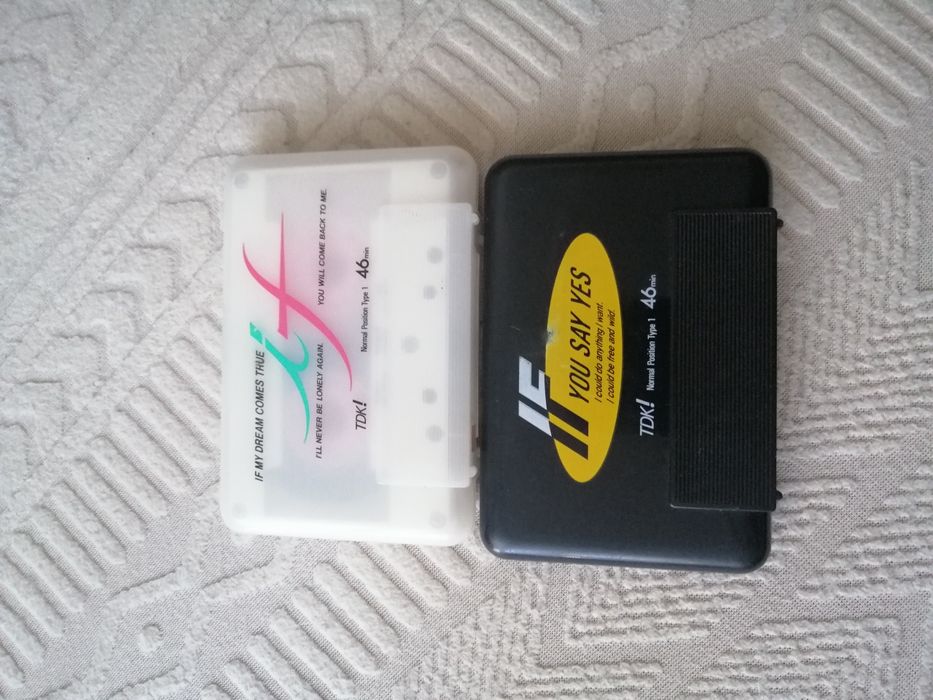 IF MY DREAM COMES TRUE
if's
I'LL NEVER BE LONELY AGAIN. YOU WILL COME BACK TO ME.
TDK! Normal Position Type 1 46min
IF
YOU SAY YES
I could do anything I want.
I could be free and wild.
TDK! Normal Position Type 1 46min